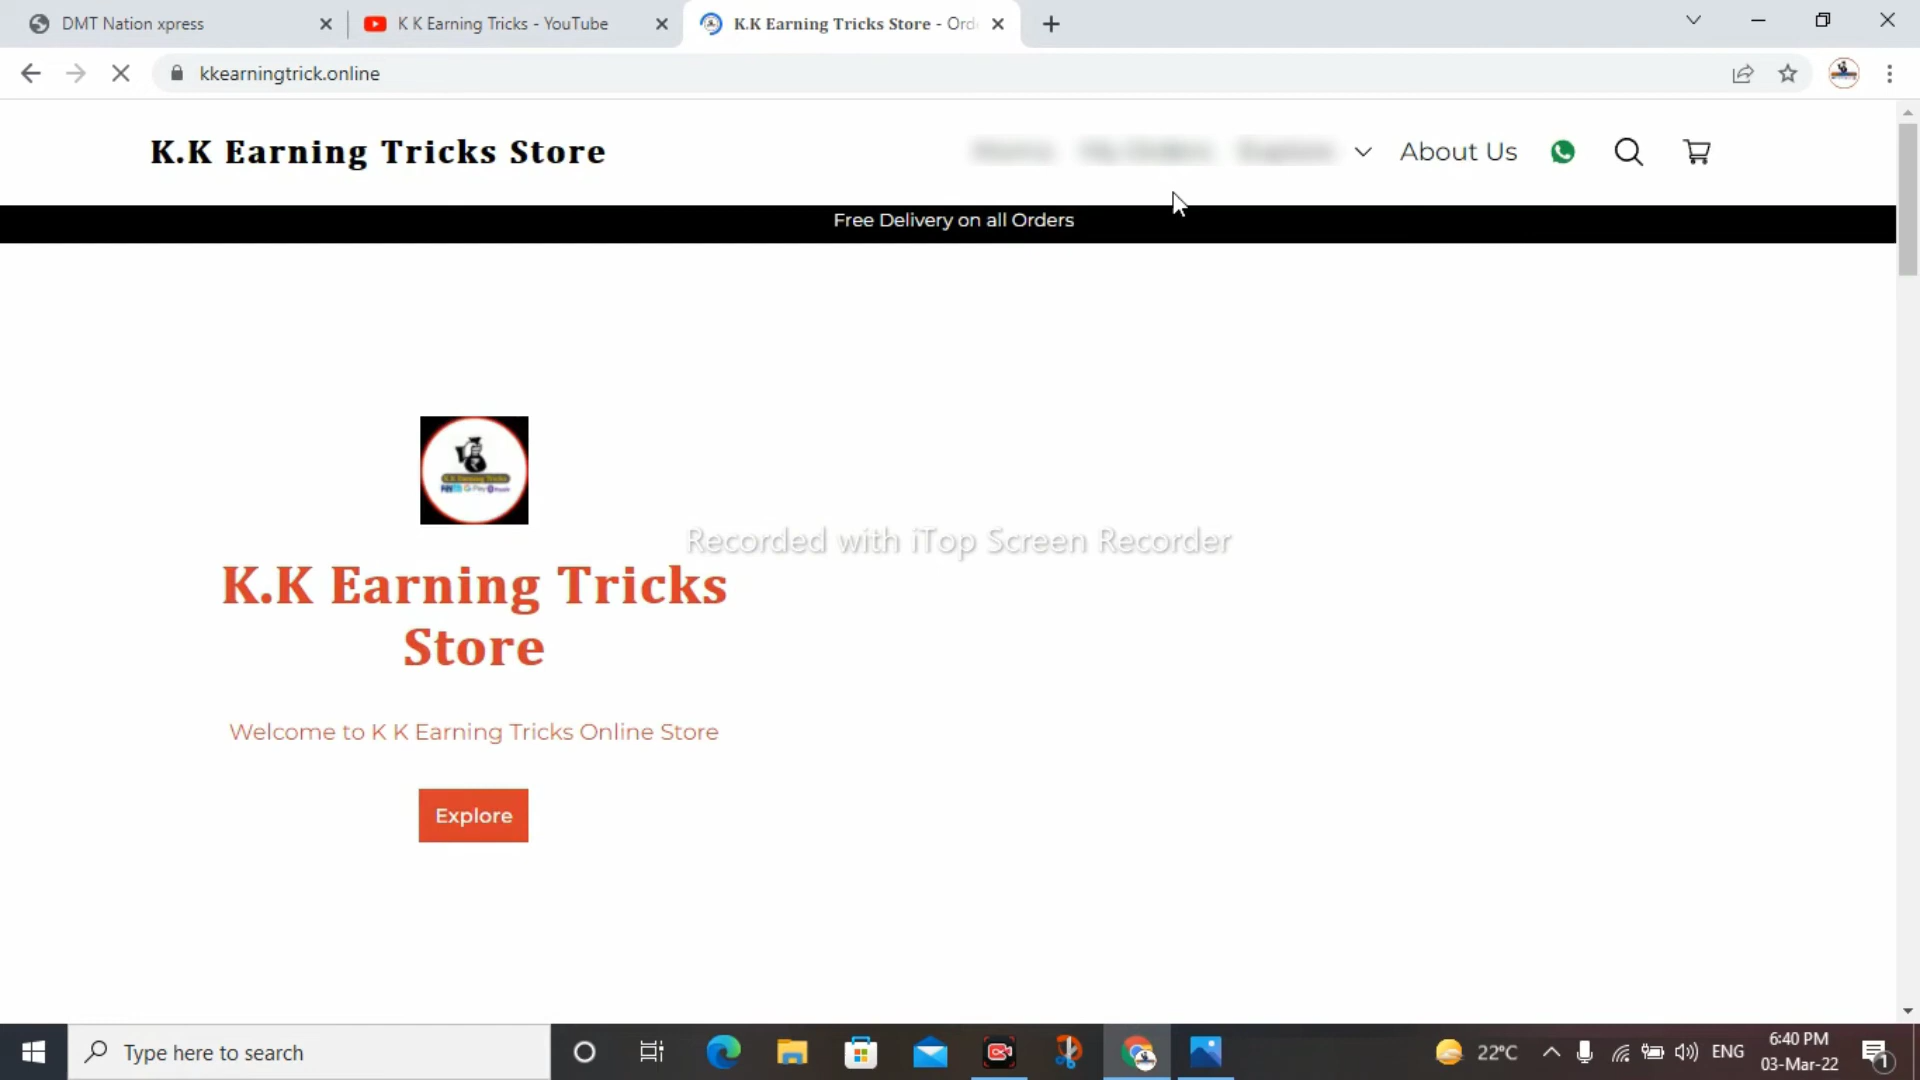 DMT Nation xpress
K K Earning Tricks - YouTube
K.K Earning Tricks Store - Ord
kkearningtrick.online
K.K Earning Tricks Store
About Us
Free Delivery on all Orders
K.K Earning Tricks
Store
Welcome to K K Earning Tricks Online Store
Explore
Recorded with iTop Screen Recorder
Type here to search
22°C
ENG
6:40 PM
03-Mar-22
1